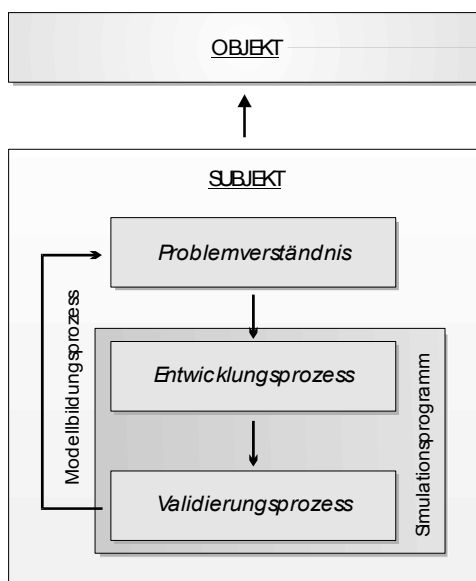 OBJEKT
SUBJEKT
Problemverständnis
Modellbildungsprozess
Entwicklungsprozess
Simulationsprogramm
Validierungsprozess